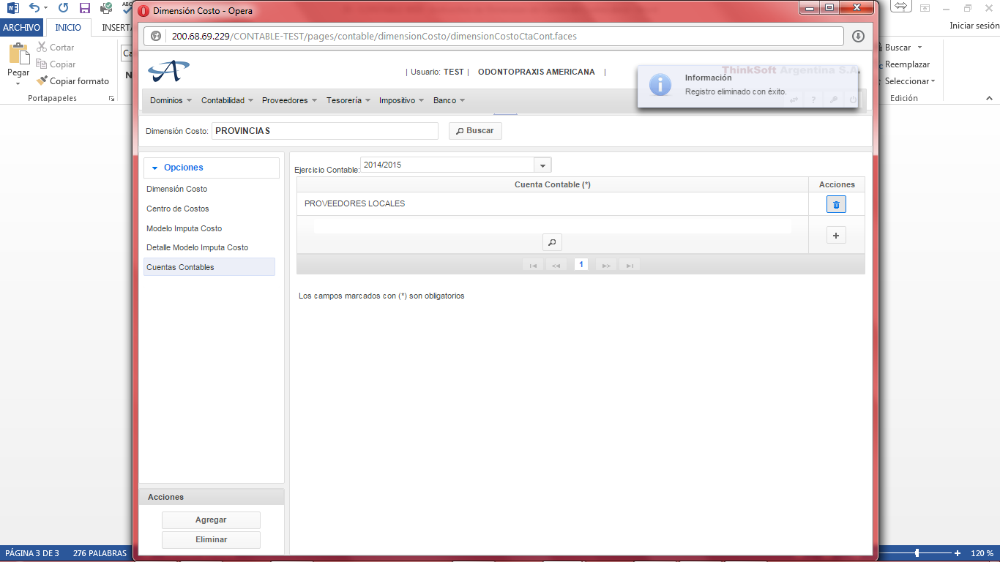 Dimensión Costo - Opera
ARCHIVO
INICIO
INSERT
Iniciar sesión
Pegar
Cortar
Copiar
Copiar formato
Portapapeles
Buscar
Reemplazar
Seleccionar
Edición
200.68.69.229/CONTABLE-TEST/pages/contable/dimensionCosto/dimensionCostoCtaCont.faces
| Usuario: TEST | ODONTOPRAXIS AMERICANA |
ThinkSoft Argentina S.A.
Información
Registro eliminado con éxito.
Dominios Contabilidad Proveedores Tesorería Impositivo Banco
Dimensión Costo: PROVINCIAS Buscar
Opciones
Dimensión Costo
Centro de Costos
Modelo Imputa Costo
Detalle Modelo Imputa Costo
Cuentas Contables
Ejercicio Contable: 2014/2015
Cuenta Contable (*) Acciones
PROVEEDORES LOCALES
1
Los campos marcados con (*) son obligatorios
Acciones
Agregar
Eliminar
PÁGINA 3 DE 3 276 PALABRAS
120 %